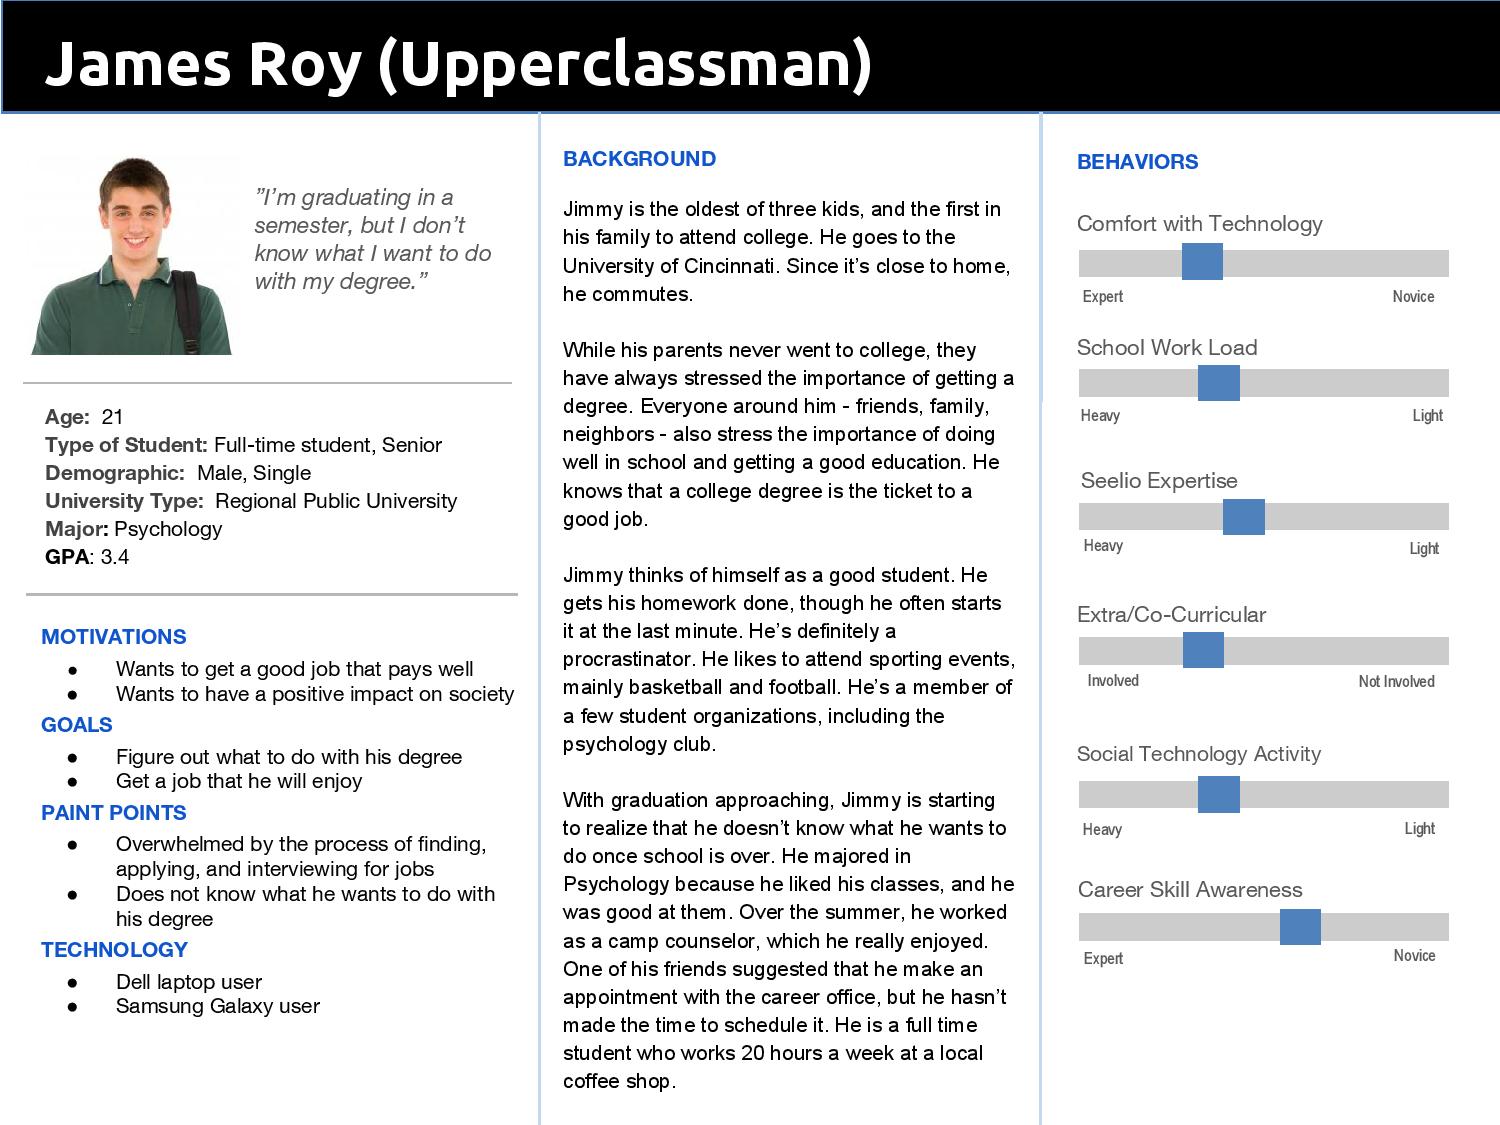 James Roy (Upperclassman)
”I’m graduating in a
semester, but I don’t
know what I want to do
with my degree.”
Age: 21
Type of Student: Full-time student, Senior
Demographic: Male, Single
University Type: Regional Public University
Major: Psychology
GPA: 3.4
MOTIVATIONS
● Wants to get a good job that pays well
● Wants to have a positive impact on society
GOALS
● Figure out what to do with his degree
● Get a job that he will enjoy
PAINT POINTS
● Overwhelmed by the process of finding,
applying, and interviewing for jobs
● Does not know what he wants to do with
his degree
TECHNOLOGY
● Dell laptop user
● Samsung Galaxy user
BACKGROUND
Jimmy is the oldest of three kids, and the first in
his family to attend college. He goes to the
University of Cincinnati. Since it’s close to home,
he commutes.
While his parents never went to college, they
have always stressed the importance of getting a
degree. Everyone around him - friends, family,
neighbors - also stress the importance of doing
well in school and getting a good education. He
knows that a college degree is the ticket to a
good job.
Jimmy thinks of himself as a good student. He
gets his homework done, though he often starts
it at the last minute. He’s definitely a
procrastinator. He likes to attend sporting events,
mainly basketball and football. He’s a member of
a few student organizations, including the
psychology club.
With graduation approaching, Jimmy is starting
to realize that he doesn’t know what he wants to
do once school is over. He majored in
Psychology because he liked his classes, and he
was good at them. Over the summer, he worked
as a camp counselor, which he really enjoyed.
One of his friends suggested that he make an
appointment with the career office, but he hasn’t
made the time to schedule it. He is a full time
student who works 20 hours a week at a local
coffee shop.
BEHAVIORS
Comfort with Technology
Expert Novice
School Work Load
Heavy Light
Seelio Expertise
Heavy Light
Extra/Co-Curricular
Involved Not Involved
Social Technology Activity
Heavy Light
Career Skill Awareness
Expert Novice